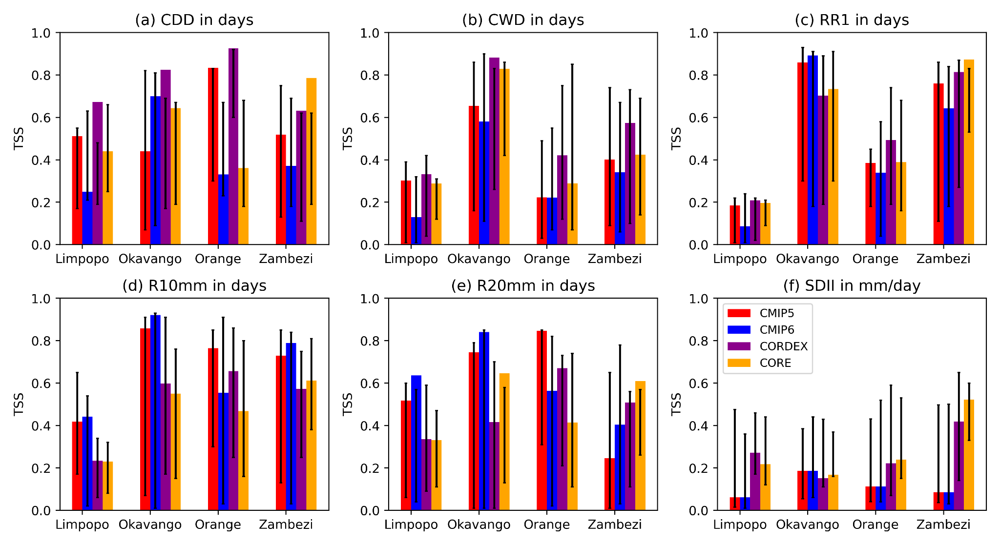 (a) CDD in days
(b) CWD in days
(c) RR1 in days
1.0
0.8
0.6
0.4
0.2
0.0
TSS
Limpopo Okavango Orange Zambezi
1.0
0.8
0.6
0.4
0.2
0.0
TSS
Limpopo Okavango Orange Zambezi
1.0
0.8
0.6
0.4
0.2
0.0
TSS
Limpopo Okavango Orange Zambezi
(d) R10mm in days
(e) R20mm in days
(f) SDII in mm/day
1.0
0.8
0.6
0.4
0.2
0.0
TSS
Limpopo Okavango Orange Zambezi
1.0
0.8
0.6
0.4
0.2
0.0
TSS
Limpopo Okavango Orange Zambezi
1.0
0.8
0.6
0.4
0.2
0.0
TSS
CMIP5
CMIP6
CORDEX
CORE
Limpopo Okavango Orange Zambezi